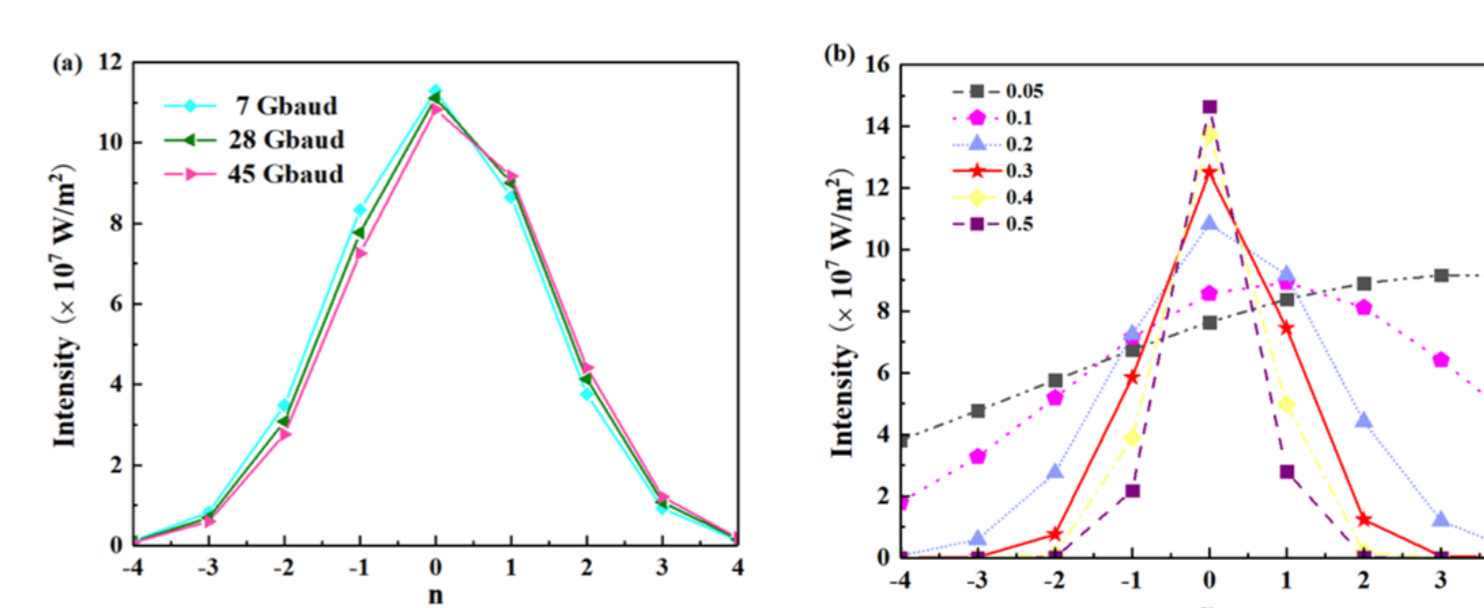 (a)
12
10
8
6
4
2
0
Intensity (× 10⁷ W/m²)
7 Gbaud
28 Gbaud
45 Gbaud
-4 -3 -2 -1 0 1 2 3 4
n
(b)
16
14
12
10
8
6
4
2
0
Intensity (× 10⁷ W/m²)
0.05
0.1
0.2
0.3
0.4
0.5
-4 -3 -2 -1 0 1 2 3